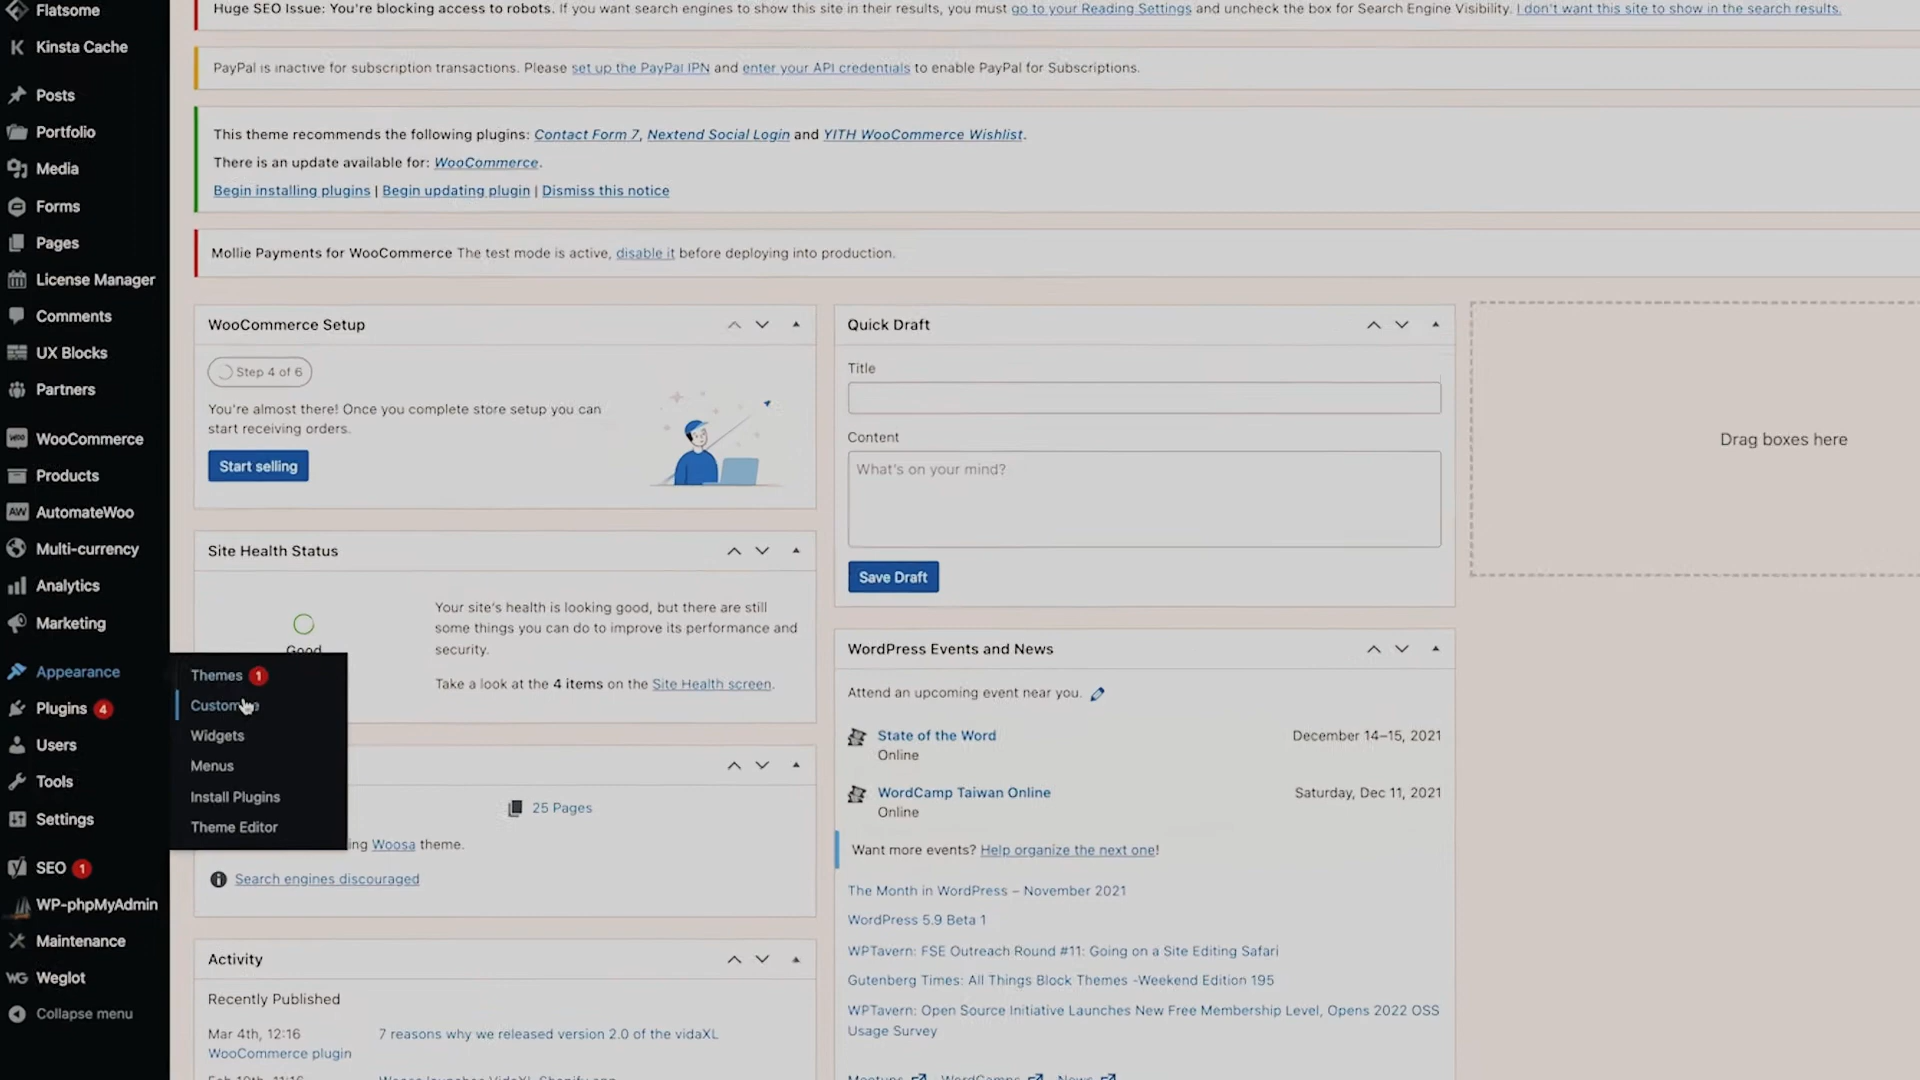 Flatsome
Kinsta Cache
Posts
Portfolio
Media
Forms
Pages
License Manager
Comments
UX Blocks
Partners
WooCommerce
Products
AutomateWoo
Multi-currency
Analytics
Marketing
Appearance
Plugins 4
Users
Tools
Settings
SEO 1
WP-phpMyAdmin
Maintenance
Weglot
Collapse menu
Themes 1
Widgets
Menus
Install Plugins
Theme Editor
Huge SEO Issue: You're blocking access to robots. If you want search engines to show this site in their results, you must go to your Reading Settings and uncheck the box for Search Engine Visibility. I don't want this site to show in the search results.
PayPal is inactive for subscription transactions. Please set up the PayPal IPN and enter your API credentials to enable PayPal for Subscriptions.
This theme recommends the following plugins: Contact Form 7, Nextend Social Login and YITH WooCommerce Wishlist.
There is an update available for: WooCommerce.
Begin installing plugins | Begin updating plugin | Dismiss this notice
Mollie Payments for WooCommerce The test mode is active, disable it before deploying into production.
WooCommerce Setup
Step 4 of 6
You're almost there! Once you complete store setup you can
start receiving orders.
Start selling
Site Health Status
Good
Your site's health is looking good, but there are still
some things you can do to improve its performance and
security.
Take a look at the 4 items on the Site Health screen.
25 Pages
ing Woosa theme.
Search engines discouraged
Activity
Recently Published
Mar 4th, 12:16 7 reasons why we released version 2.0 of the vidaXL
WooCommerce plugin
Quick Draft
Title
Content
What's on your mind?
Save Draft
WordPress Events and News
Attend an upcoming event near you.
State of the Word December 14–15, 2021
Online
WordCamp Taiwan Online Saturday, Dec 11, 2021
Online
Want more events? Help organize the next one!
The Month in WordPress – November 2021
WordPress 5.9 Beta 1
WPTavern: FSE Outreach Round #11: Going on a Site Editing Safari
Gutenberg Times: All Things Block Themes -Weekend Edition 195
WPTavern: Open Source Initiative Launches New Free Membership Level, Opens 2022 OSS
Usage Survey
Meetups WordCamps News
Drag boxes here